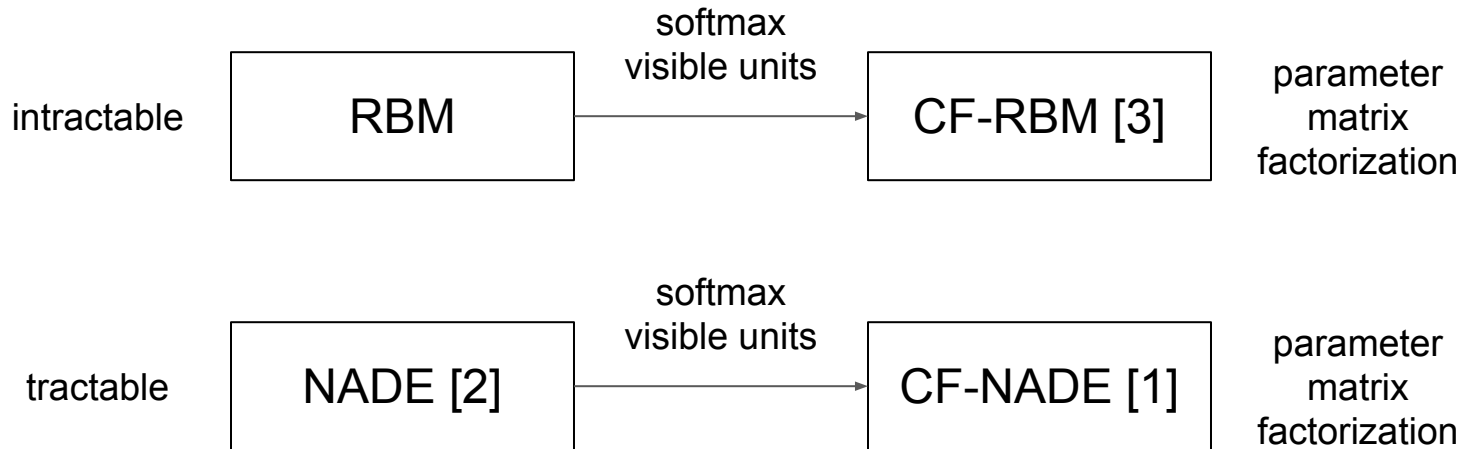 softmax
visible units
intractable
RBM
CF-RBM [3]
parameter
matrix
factorization
softmax
visible units
tractable
NADE [2]
CF-NADE [1]
parameter
matrix
factorization